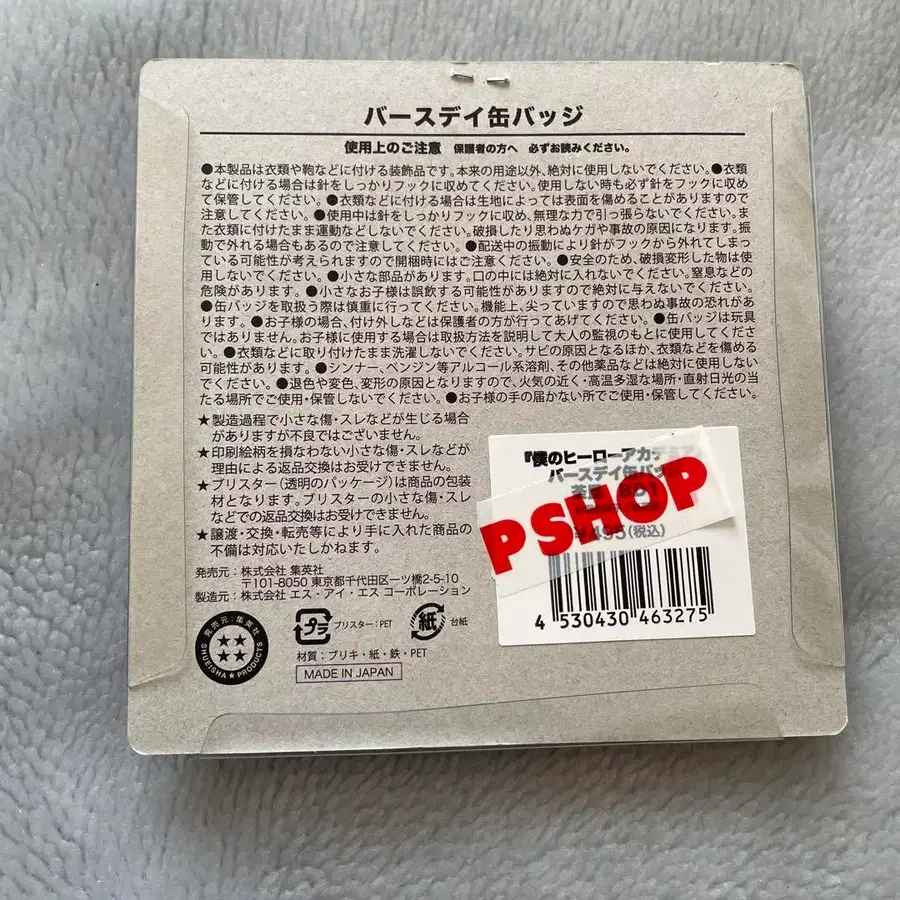 バースデイ缶バッジ
使用上のご注意 保護者の方へ 必ずお読みください。
●本製品は衣類や鞄などに付ける装飾品です。本来の用途以外、絶対に使用しないでください。●衣類
などに付ける場合は針をしっかりフックに収めてください。使用しない時も必ず針をフックに収め
て保管してください。●衣類などに付ける場合は生地によっては表面を傷めることがありますので
注意してください。●使用中は針をしっかりフックに収め、無理な力で引っ張らないでください。ま
た衣類に付けたまま運動などしないでください。破損したり思わぬケガや事故の原因になります。振
動で外れる場合もあるので注意してください。●配送中の振動により針がフックから外れてしまっ
ている可能性が考えられますので開梱時にはご注意ください。●安全のため、破損変形した物は使
用しないでください。●小さな部品があります。口の中には絶対に入れないでください。窒息などの
危険があります。●小さなお子様は誤飲する可能性がありますので絶対に与えないでください。
●缶バッジを取扱う際は慎重に行ってください。機能上、尖っていますので思わぬ事故の恐れがあ
ります。●お子様の場合、付け外しなどは保護者の方が行ってあげてください。●缶バッジは玩具
ではありません。お子様に使用する場合は取扱方法を説明して大人の監視のもとに使用してくださ
い。●衣類などに取り付けたまま洗濯しないでください。サビの原因となるほか、衣類などを傷める
可能性があります。●シンナー、ベンジン等アルコール系溶剤、その他薬品などは絶対に使用しない
でください。●退色や変色、変形の原因となりますので、火気の近く・高温多湿な場所・直射日光の当
たる場所でご使用・保管しないでください。●お子様の手の届かない所でご使用・保管してください。
★製造過程で小さな傷・スレなどが生じる場合
がありますが不良ではございません。
★印刷絵柄を損なわない小さな傷・スレなどが
理由による返品交換はお受けできません。
★ブリスター(透明のパッケージ)は商品の包装
材となります。ブリスターの小さな傷・スレ
などでの返品交換はお受けできません。
★譲渡・交換・転売等により手に入れた商品の
不備は対応いたしかねます。
『僕のヒーローアカデ
バースデイ缶バッ
P SHOP
¥495(税込)
4 530430 463275
発売元:株式会社 集英社
〒101-8050 東京都千代田区一ツ橋2-5-10
製造元:株式会社 エス・アイ・エス コーポレーション
発売元:集英社
SHUEISHA★PRODUCTS
プラ ブリスター:PET
紙 台紙
材質:ブリキ・紙・鉄・PET
MADE IN JAPAN